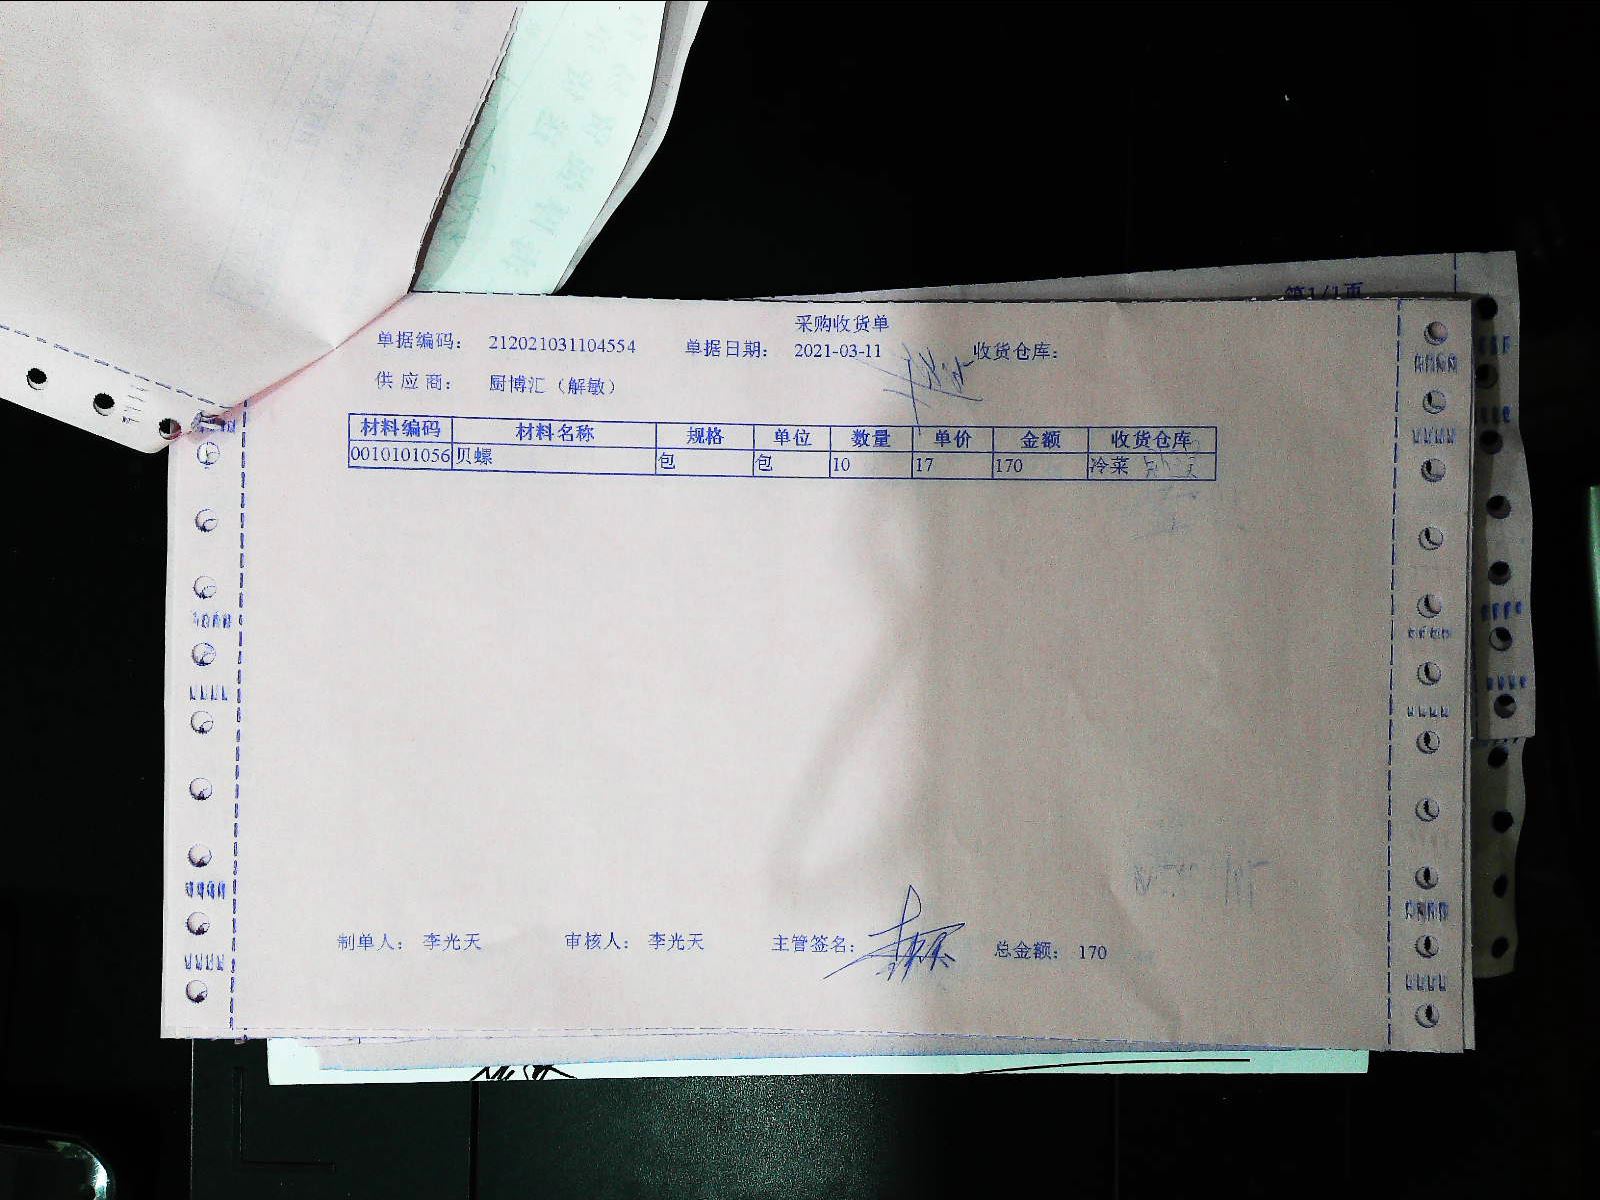 第1/1页
采购收货单
单据编码: 212021031104554 单据日期: 2021-03-11 收货仓库:
供应商: 厨博汇（解敏）
材料编码 材料名称 规格 单位 数量 单价 金额 收货仓库
0010101056 贝螺 包 包 10 17 170 冷菜
制单人: 李光天 审核人: 李光天 主管签名: 总金额: 170